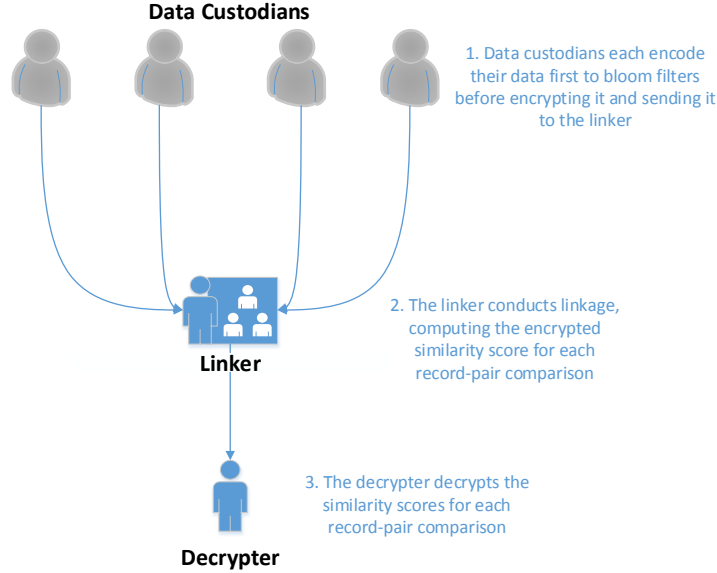 Data Custodians
1. Data custodians each encode
their data first to bloom filters
before encrypting it and sending it
to the linker
2. The linker conducts linkage,
computing the encrypted
similarity score for each
record-pair comparison
Linker
3. The decrypter decrypts the
similarity scores for each
record-pair comparison
Decrypter